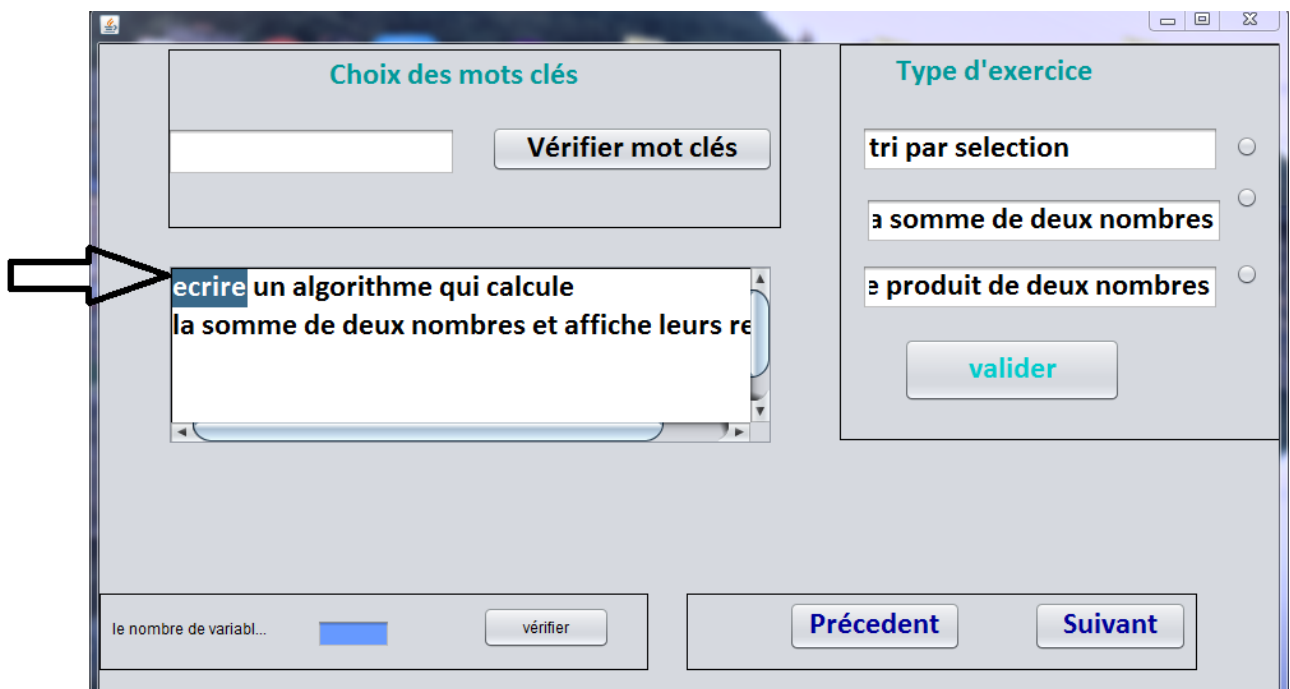 Choix des mots clés
Vérifier mot clés
ecrire un algorithme qui calcule
la somme de deux nombres et affiche leurs re
Type d'exercice
tri par selection
a somme de deux nombres
e produit de deux nombres
valider
le nombre de variabl...
vérifier
Précedent
Suivant